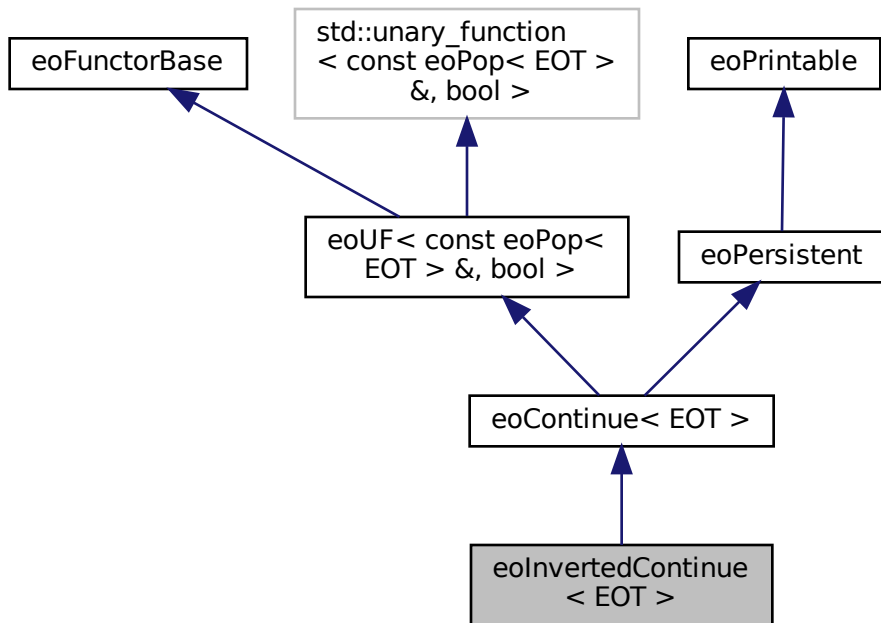 eoFunctorBase
std::unary_function
< const eoPop< EOT >
&, bool >
eoPrintable
eoUF< const eoPop<
EOT > &, bool >
eoPersistent
eoContinue< EOT >
eoInvertedContinue
< EOT >